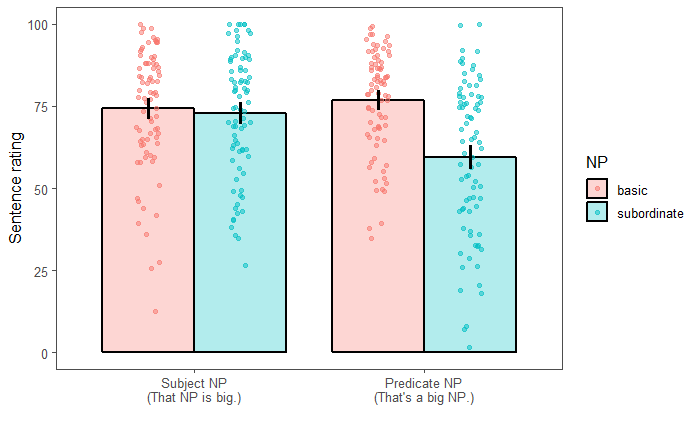 100
75
50
25
0
Sentence rating
Subject NP
(That NP is big.)
Predicate NP
(That's a big NP.)
NP
basic
subordinate